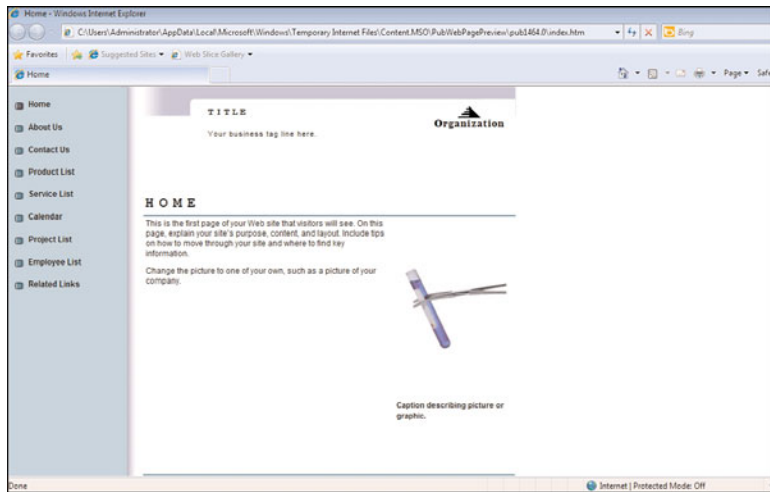 Home - Windows Internet Explorer
C:\Users\Administrator\AppData\Local\Microsoft\Windows\Temporary Internet Files\Content.MSO\PubWebPagePreview\pub1464.0\index.htm
Bing
Favorites Suggested Sites Web Slice Gallery
Home
Page Safe
Home
About Us
Contact Us
Product List
Service List
Calendar
Project List
Employee List
Related Links
TITLE
Your business tag line here.
Organization
HOME
This is the first page of your Web site that visitors will see. On this
page, explain your site's purpose, content, and layout. Include tips
on how to move through your site and where to find key
information.
Change the picture to one of your own, such as a picture of your
company.
Caption describing picture or
graphic.
Done
Internet | Protected Mode: Off